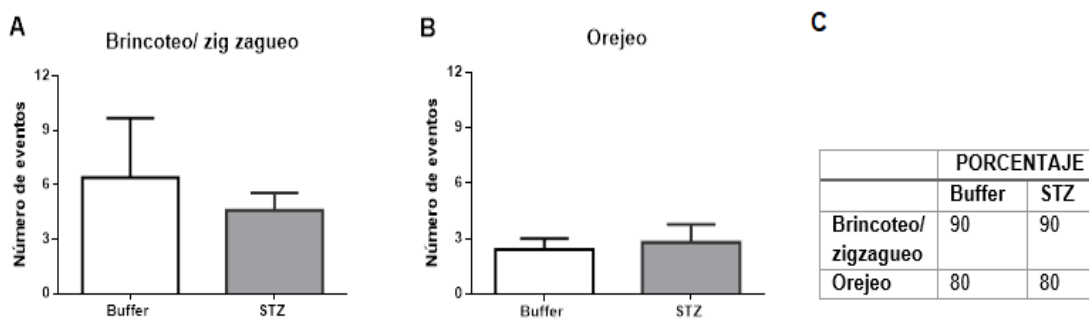 A
Brincoteo/ zig zagueo
Número de eventos
12
9
6
3
0
Buffer
STZ
B
Orejeo
Número de eventos
12
9
6
3
0
Buffer
STZ
C
PORCENTAJE
Buffer STZ
Brincoteo/ 90 90
zigzagueo
Orejeo 80 80